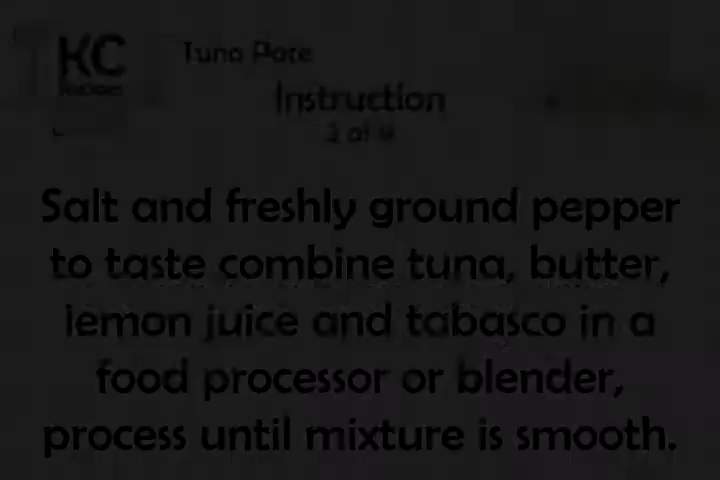 KC
Tuna Pate
Instruction
Salt and freshly ground pepper
to taste combine tuna, butter,
lemon juice and tabasco in a
food processor or blender,
process until mixture is smooth.